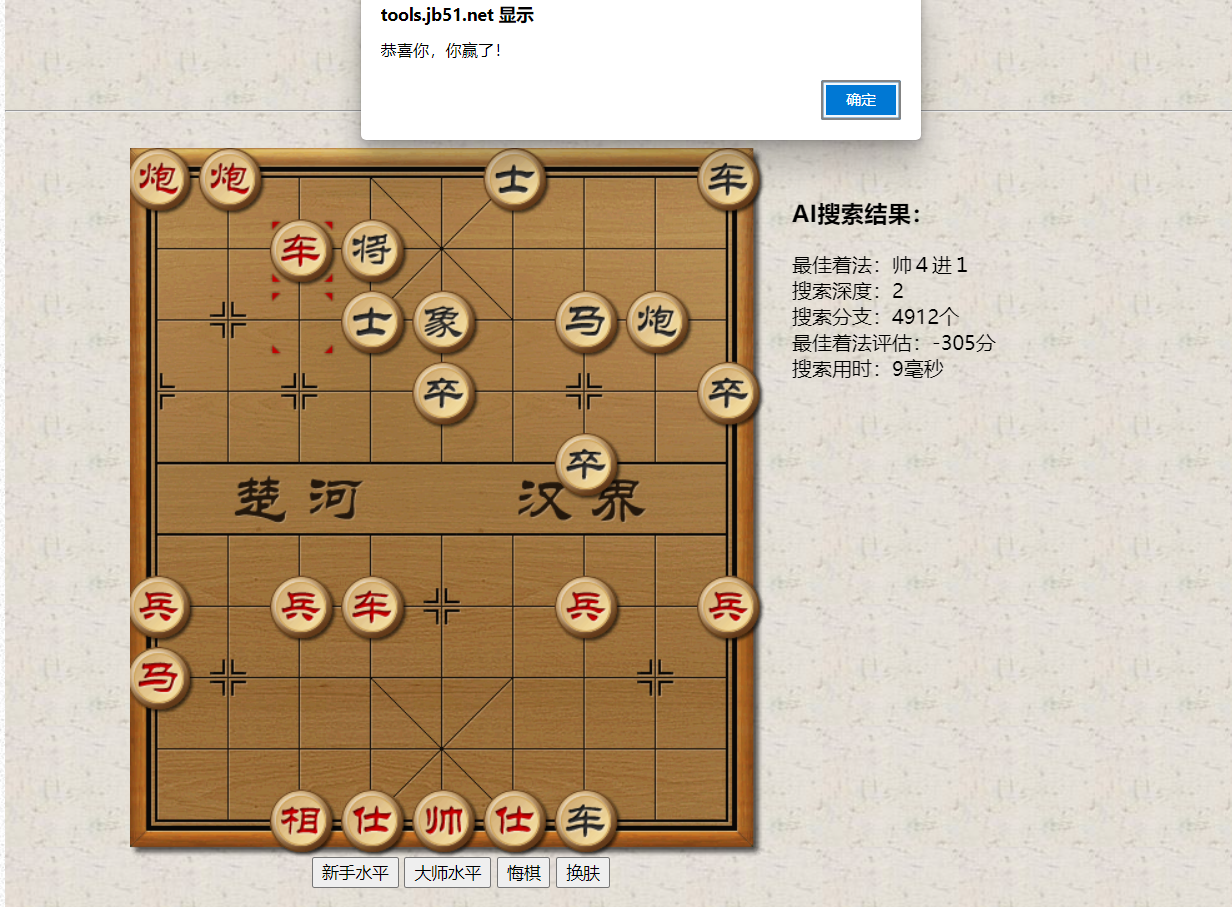 tools.jb51.net 显示
恭喜你，你赢了！
确定
炮 炮 士 车
车 将
士 象 马 炮
卒 卒
卒
楚 河 汉 界
兵 兵 车 兵 兵
马
相 仕 帅 仕 车
AI搜索结果：
最佳着法：帅４进１
搜索深度：2
搜索分支：4912个
最佳着法评估：-305分
搜索用时：9毫秒
新手水平 大师水平 悔棋 换肤